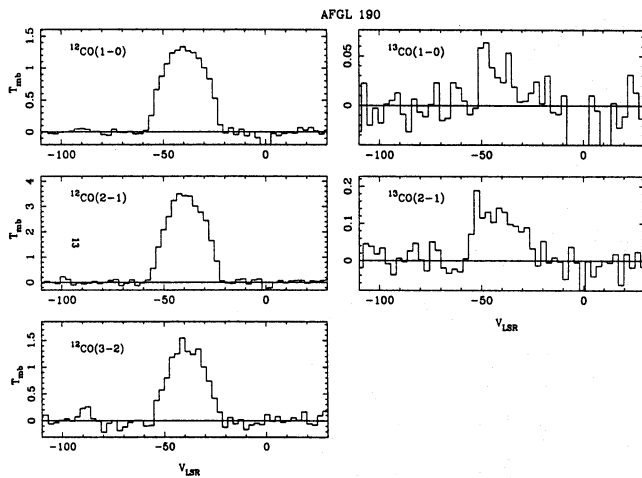 AFGL 190
¹²CO(1-0)
T_mb
0 0.5 1 1.5
-100 -50 0
¹³CO(1-0)
0 0.05
-100 -50 0
¹²CO(2-1)
13
T_mb
0 1 2 3 4
-100 -50 0
¹³CO(2-1)
0 0.1 0.2
-100 -50 0
V_LSR
¹²CO(3-2)
T_mb
0 0.5 1 1.5
-100 -50 0
V_LSR